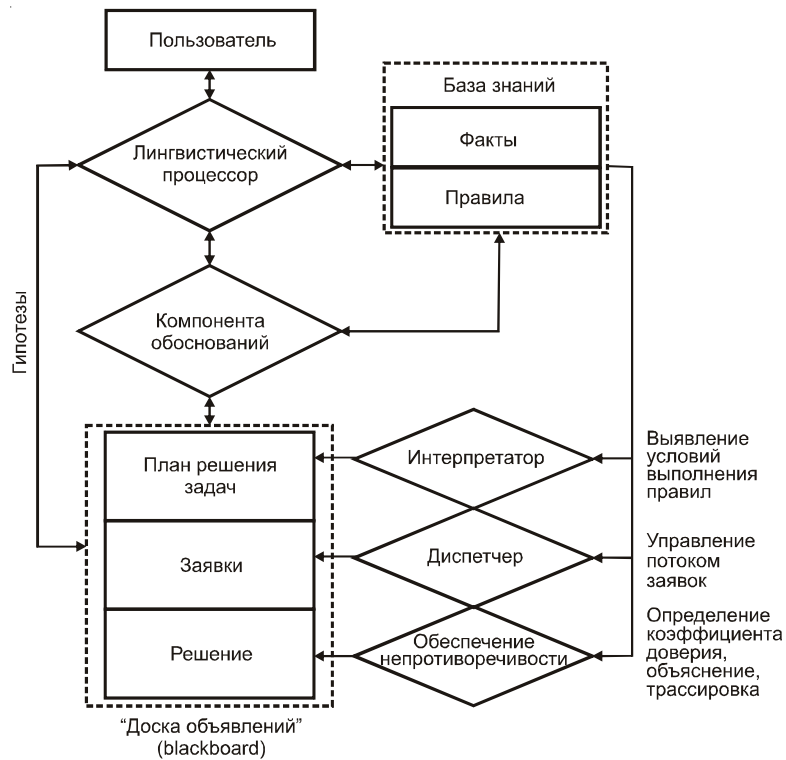 Пользователь
База знаний
Факты
Правила
Лингвистический
процессор
Компонента
обоснований
Гипотезы
План решения
задач
Заявки
Решение
Интерпретатор
Диспетчер
Обеспечение
непротиворечивости
Выявление
условий
выполнения
правил
Управление
потоком
заявок
Определение
коэффициента
доверия,
объяснение,
трассировка
“Доска объявлений”
(blackboard)